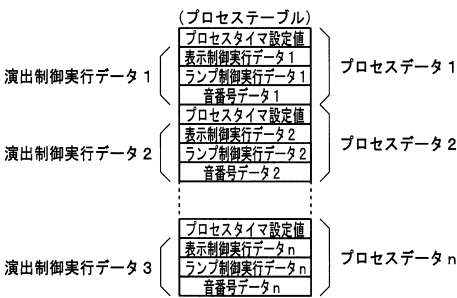 (プロセステーブル)
プロセスタイマ設定値
表示制御実行データ1
ランプ制御実行データ1
音番号データ1
演出制御実行データ1
プロセスデータ1
プロセスタイマ設定値
表示制御実行データ2
ランプ制御実行データ2
音番号データ2
演出制御実行データ2
プロセスデータ2
プロセスタイマ設定値
表示制御実行データn
ランプ制御実行データn
音番号データn
演出制御実行データ3
プロセスデータn